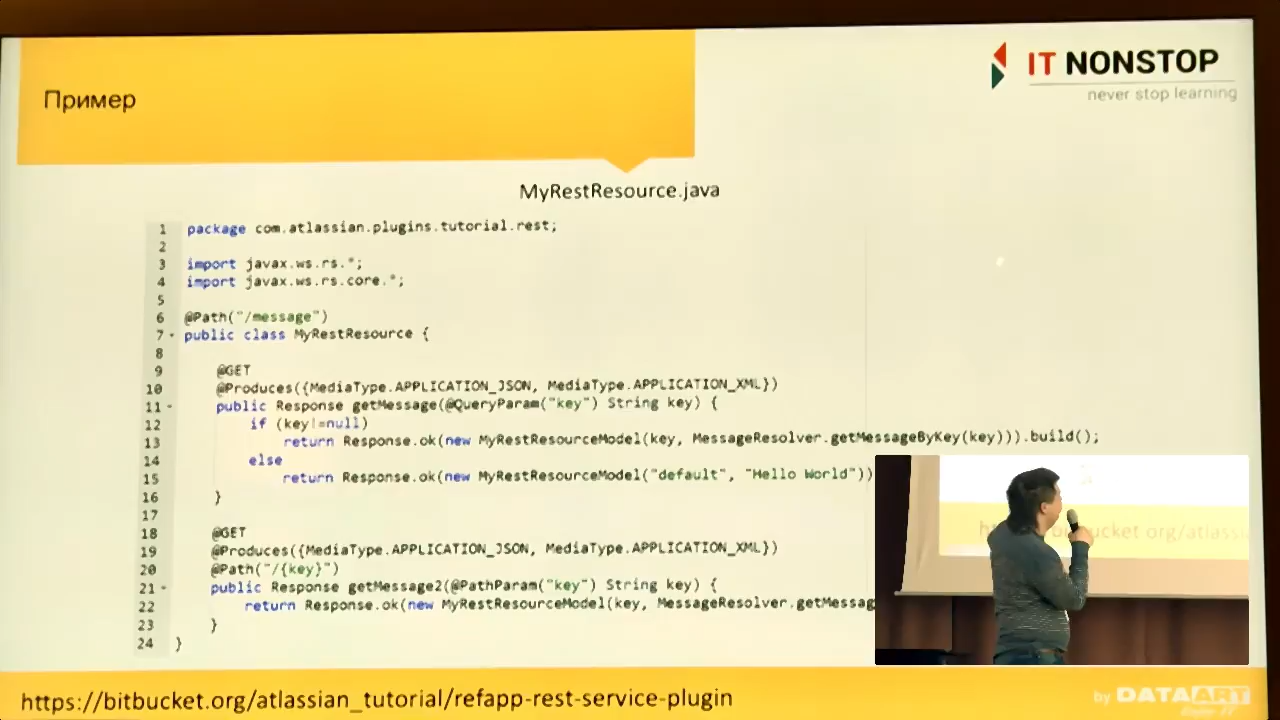 Пример
IT NONSTOP
never stop learning
MyRestResource.java
1 package com.atlassian.plugins.tutorial.rest;
2
3 import javax.ws.rs.*;
4 import javax.ws.rs.core.*;
5
6 @Path("/message")
7 public class MyRestResource {
8
9 @GET
10 @Produces({MediaType.APPLICATION_JSON, MediaType.APPLICATION_XML})
11 public Response getMessage(@QueryParam("key") String key) {
12 if (key!=null)
13 return Response.ok(new MyRestResourceModel(key, MessageResolver.getMessageByKey(key))).build();
14 else
15 return Response.ok(new MyRestResourceModel("default", "Hello World"))
16 }
17
18 @GET
19 @Produces({MediaType.APPLICATION_JSON, MediaType.APPLICATION_XML})
20 @Path("/{key}")
21 public Response getMessage2(@PathParam("key") String key) {
22 return Response.ok(new MyRestResourceModel(key, MessageResolver.getMessag
23 }
24 }
https://bitbucket.org/atlassian_tutorial/refapp-rest-service-plugin
by DATAART